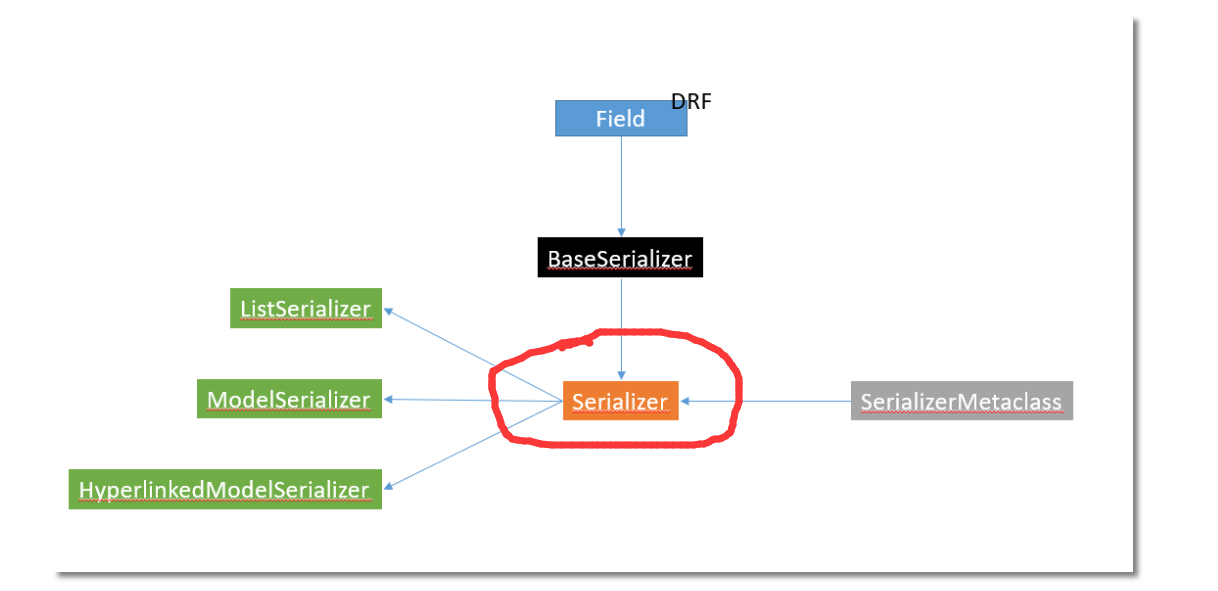 DRF
Field
BaseSerializer
ListSerializer
ModelSerializer
Serializer
SerializerMetaclass
HyperlinkedModelSerializer